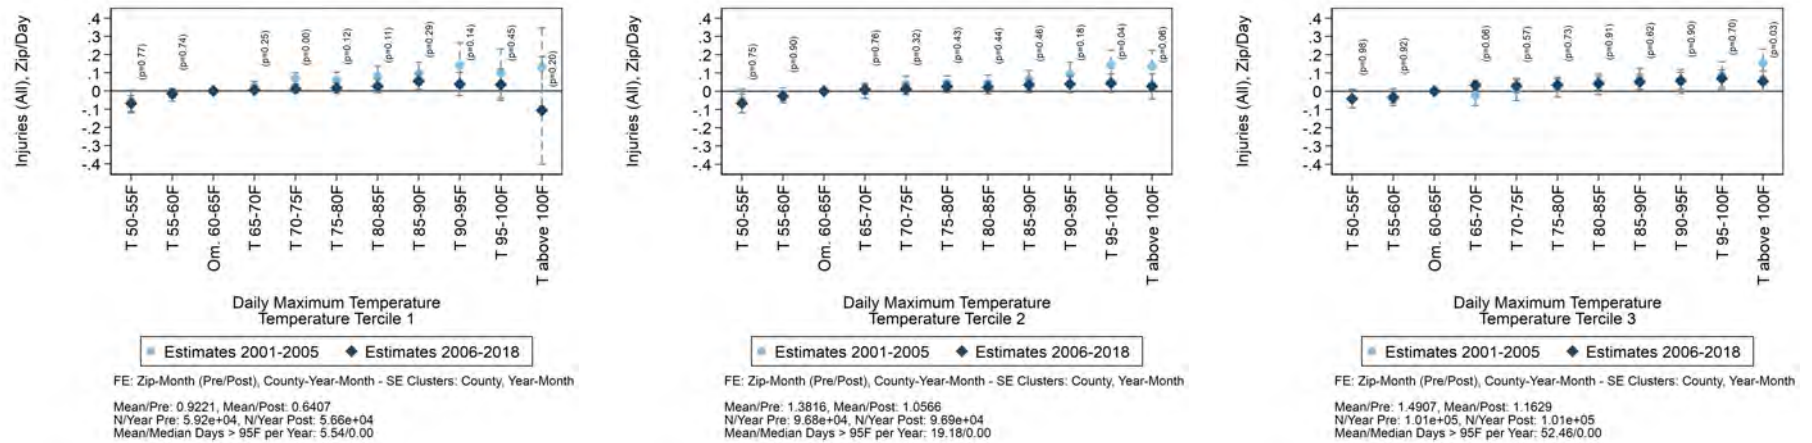 Injuries (All), Zip/Day
.4
.3
.2
.1
0
-.1
-.2
-.3
-.4
(p=0.77)
(p=0.74)
(p=0.25)
(p=0.00)
(p=0.12)
(p=0.11)
(p=0.29)
(p=0.14)
(p=0.45)
(p=0.20)
T 50-55F
T 55-60F
Om. 60-65F
T 65-70F
T 70-75F
T 75-80F
T 80-85F
T 85-90F
T 90-95F
T 95-100F
T above 100F
Daily Maximum Temperature
Temperature Tercile 1
Estimates 2001-2005 Estimates 2006-2018
FE: Zip-Month (Pre/Post), County-Year-Month - SE Clusters: County, Year-Month
Mean/Pre: 0.9221, Mean/Post: 0.6407
N/Year Pre: 5.92e+04, N/Year Post: 5.66e+04
Mean/Median Days > 95F per Year: 5.54/0.00
Injuries (All), Zip/Day
.4
.3
.2
.1
0
-.1
-.2
-.3
-.4
(p=0.75)
(p=0.90)
(p=0.76)
(p=0.32)
(p=0.43)
(p=0.44)
(p=0.46)
(p=0.18)
(p=0.04)
(p=0.06)
T 50-55F
T 55-60F
Om. 60-65F
T 65-70F
T 70-75F
T 75-80F
T 80-85F
T 85-90F
T 90-95F
T 95-100F
T above 100F
Daily Maximum Temperature
Temperature Tercile 2
Estimates 2001-2005 Estimates 2006-2018
FE: Zip-Month (Pre/Post), County-Year-Month - SE Clusters: County, Year-Month
Mean/Pre: 1.3816, Mean/Post: 1.0566
N/Year Pre: 9.68e+04, N/Year Post: 9.69e+04
Mean/Median Days > 95F per Year: 19.18/0.00
Injuries (All), Zip/Day
.4
.3
.2
.1
0
-.1
-.2
-.3
-.4
(p=0.98)
(p=0.92)
(p=0.06)
(p=0.57)
(p=0.73)
(p=0.91)
(p=0.62)
(p=0.90)
(p=0.70)
(p=0.03)
T 50-55F
T 55-60F
Om. 60-65F
T 65-70F
T 70-75F
T 75-80F
T 80-85F
T 85-90F
T 90-95F
T 95-100F
T above 100F
Daily Maximum Temperature
Temperature Tercile 3
Estimates 2001-2005 Estimates 2006-2018
FE: Zip-Month (Pre/Post), County-Year-Month - SE Clusters: County, Year-Month
Mean/Pre: 1.4907, Mean/Post: 1.1629
N/Year Pre: 1.01e+05, N/Year Post: 1.01e+05
Mean/Median Days > 95F per Year: 52.46/0.00